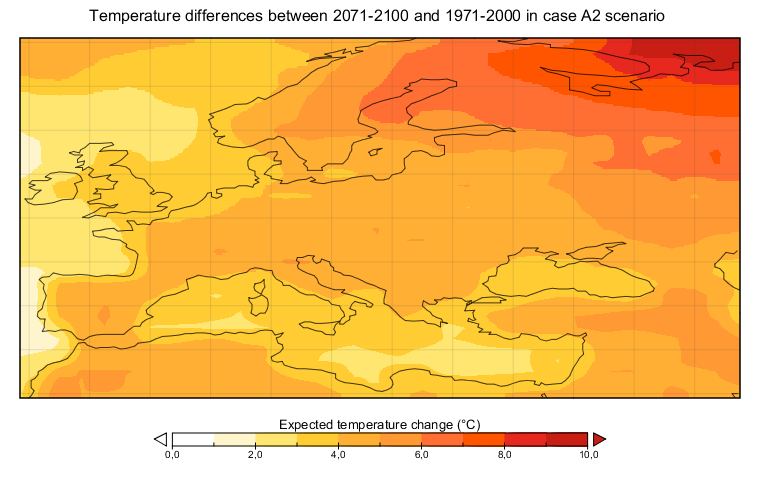 Temperature differences between 2071-2100 and 1971-2000 in case A2 scenario
Expected temperature change (°C)
0,0 2,0 4,0 6,0 8,0 10,0